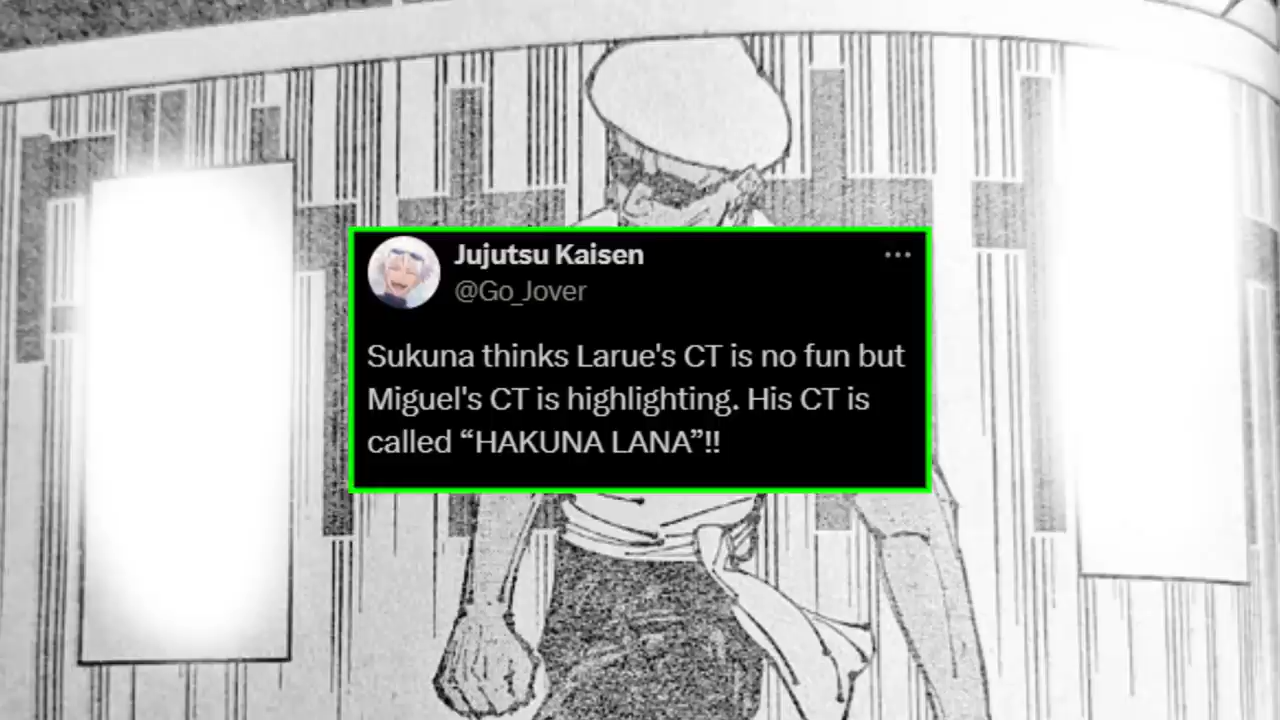 Jujutsu Kaisen
@Go_Jover
Sukuna thinks Larue's CT is no fun but
Miguel's CT is highlighting. His CT is
called “HAKUNA LANA”!!